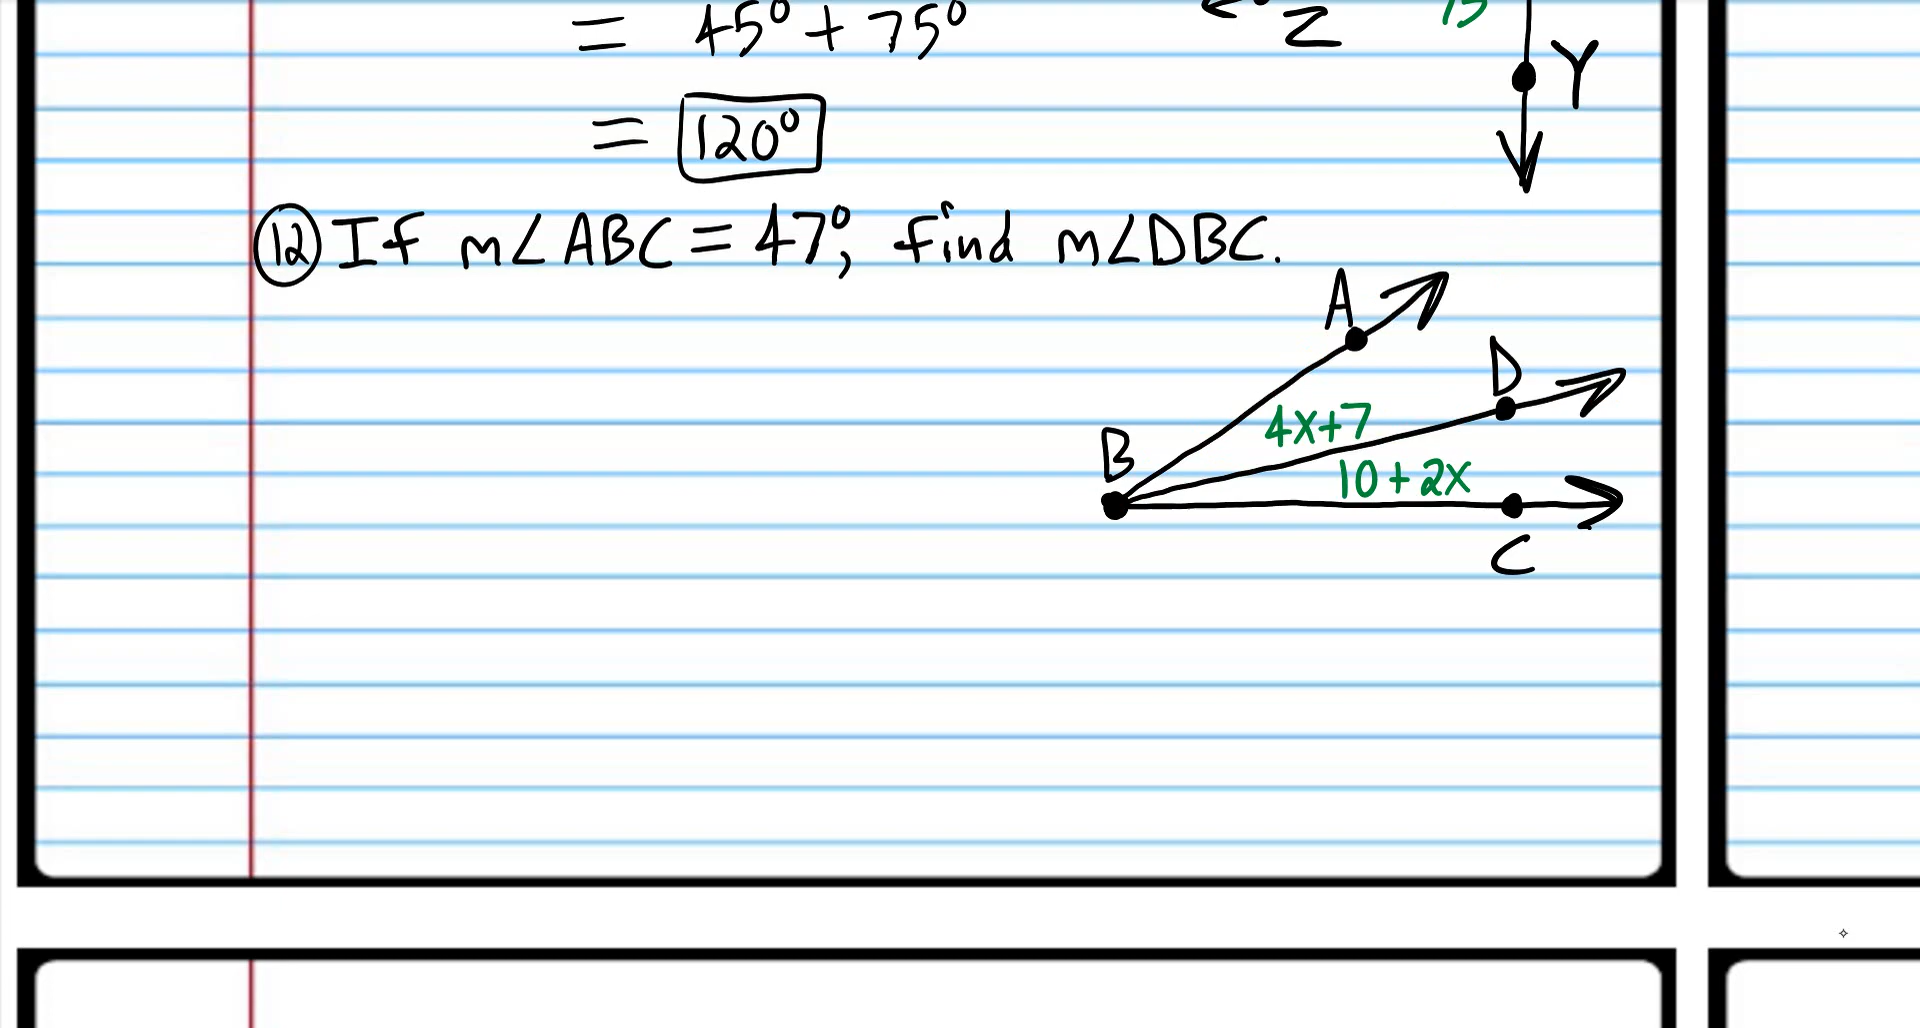 = 45° + 75°
Z
Y
= 120°
12 If m∠ABC = 47°, find m∠DBC.
A
D
4x+7
B
10+2x
C